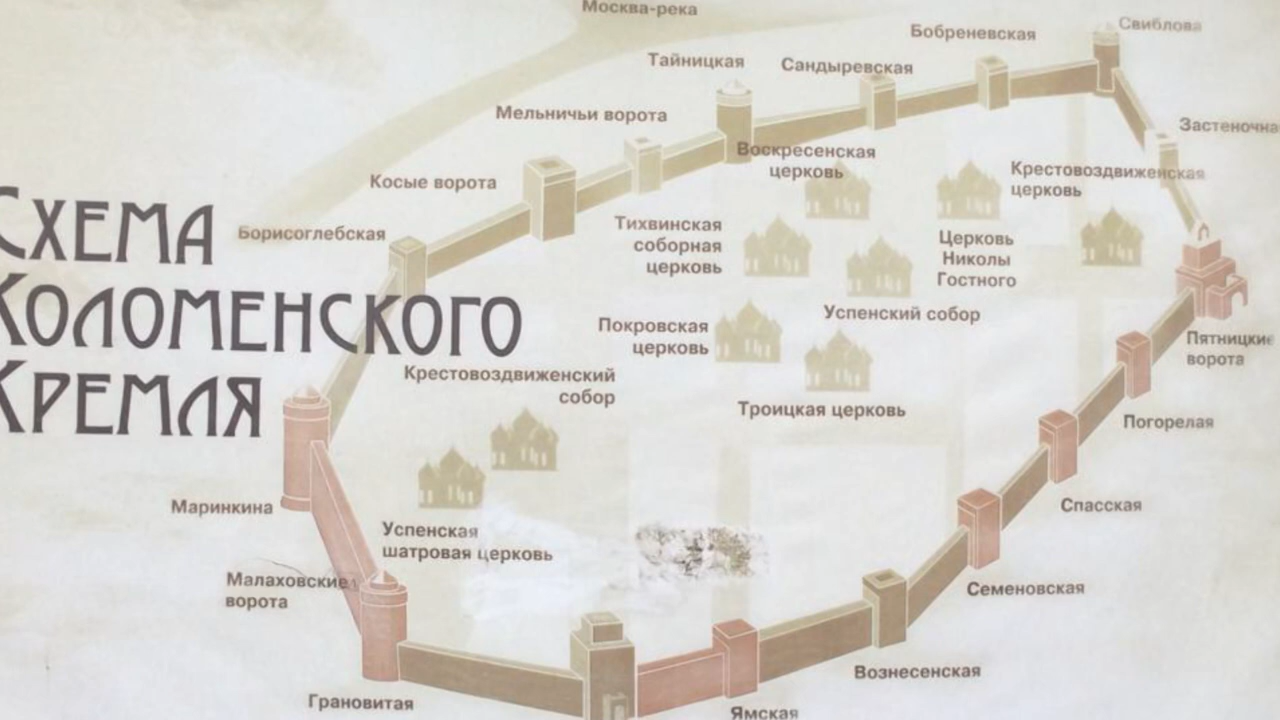 Москва-река
Свиблова
Бобреневская
Тайницкая
Сандыревская
Мельничьи ворота
Застеночна
Воскресенская
церковь
Крестовоздвиженская
церковь
Косые ворота
Тихвинская
соборная
церковь
Борисоглебская
Церковь
Николы
Гостного
СХЕМА
КОЛОМЕНСКОГО
КРЕМЛЯ
Успенский собор
Покровская
церковь
Пятницкие
ворота
Крестовоздвиженский
собор
Троицкая церковь
Погорелая
Маринкина
Спасская
Успенская
шатровая церковь
Малаховские
ворота
Семеновская
Вознесенская
Грановитая
Ямская